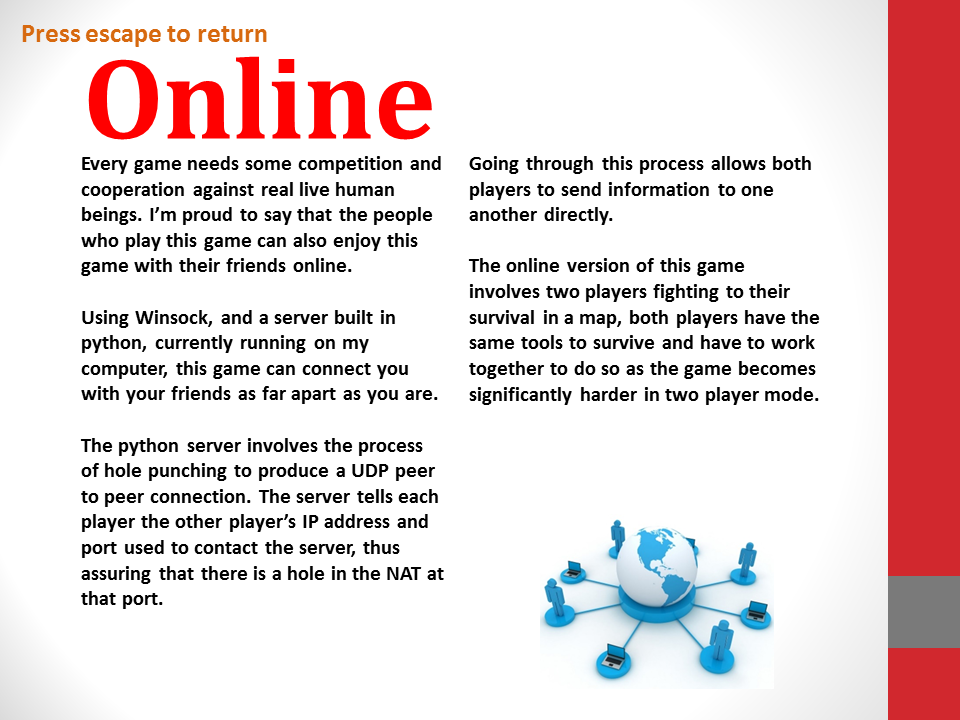 Press escape to return
Online
Every game needs some competition and
cooperation against real live human
beings. I’m proud to say that the people
who play this game can also enjoy this
game with their friends online.
Using Winsock, and a server built in
python, currently running on my
computer, this game can connect you
with your friends as far apart as you are.
The python server involves the process
of hole punching to produce a UDP peer
to peer connection. The server tells each
player the other player’s IP address and
port used to contact the server, thus
assuring that there is a hole in the NAT at
that port.
Going through this process allows both
players to send information to one
another directly.
The online version of this game
involves two players fighting to their
survival in a map, both players have the
same tools to survive and have to work
together to do so as the game becomes
significantly harder in two player mode.